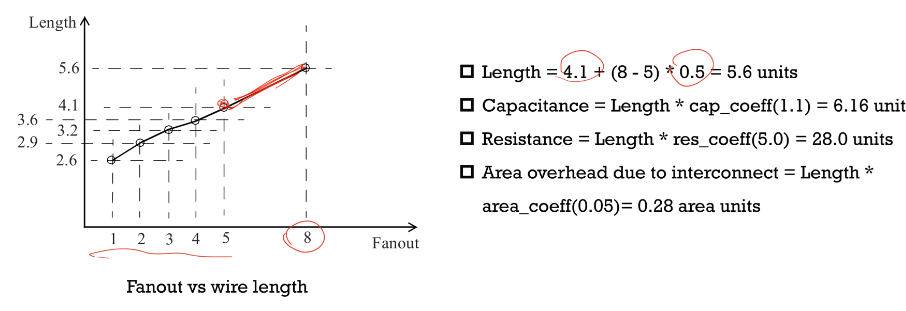 Length
5.6
4.1
3.6
3.2
2.9
2.6
1 2 3 4 5 8
Fanout
Fanout vs wire length
Length = 4.1 + (8 - 5) * 0.5 = 5.6 units
Capacitance = Length * cap_coeff(1.1) = 6.16 unit
Resistance = Length * res_coeff(5.0) = 28.0 units
Area overhead due to interconnect = Length *
area_coeff(0.05)= 0.28 area units